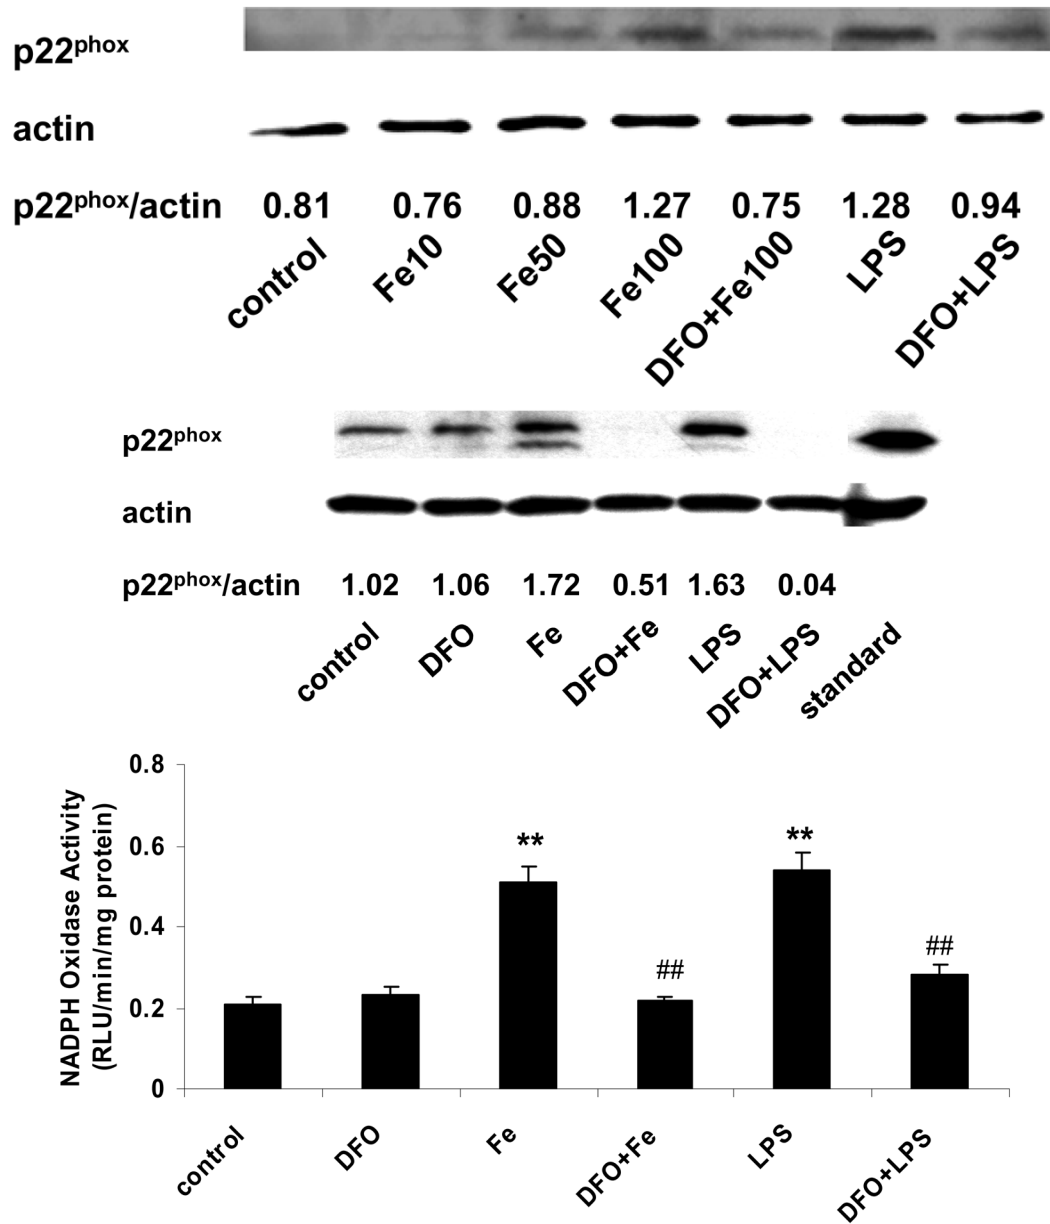 p22phox
actin
p22phox/actin 0.81 0.76 0.88 1.27 0.75 1.28 0.94
control Fe10 Fe50 Fe100 DFO+Fe100 LPS DFO+LPS
p22phox
actin
p22phox/actin 1.02 1.06 1.72 0.51 1.63 0.04
control DFO Fe DFO+Fe LPS DFO+LPS standard
NADPH Oxidase Activity
(RLU/min/mg protein)
0.8
0.6
0.4
0.2
0
** ## ** ##
control DFO Fe DFO+Fe LPS DFO+LPS